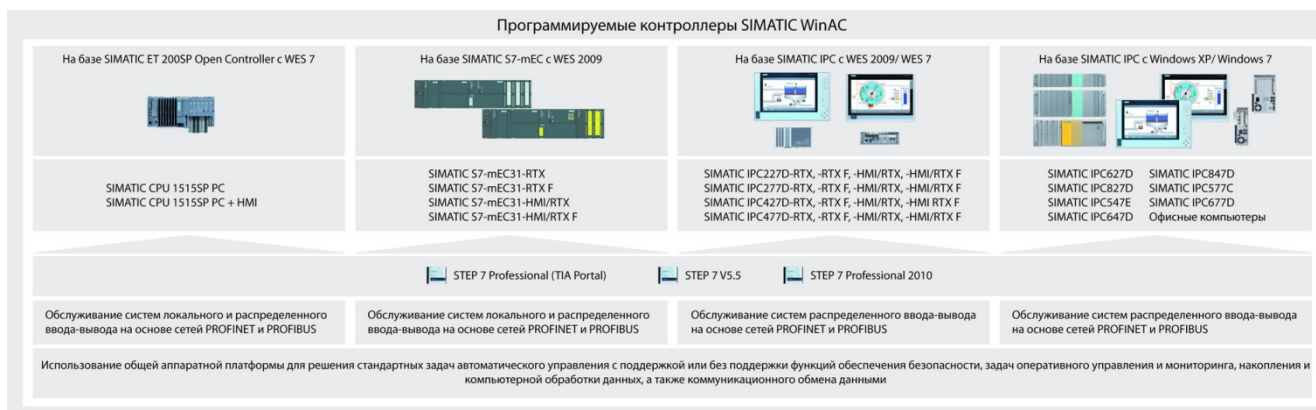 Программируемые контроллеры SIMATIC WinAC
На базе SIMATIC ET 200SP Open Controller с WES 7
На базе SIMATIC S7-mEC с WES 2009
На базе SIMATIC IPC с WES 2009/ WES 7
На базе SIMATIC IPC с Windows XP/ Windows 7
SIMATIC CPU 1515SP PC
SIMATIC CPU 1515SP PC + HMI
SIMATIC S7-mEC31-RTX
SIMATIC S7-mEC31-RTX F
SIMATIC S7-mEC31-HMI/RTX
SIMATIC S7-mEC31-HMI/RTX F
SIMATIC IPC227D-RTX, -RTX F, -HMI/RTX, -HMI/RTX F
SIMATIC IPC277D-RTX, -RTX F, -HMI/RTX, -HMI/RTX F
SIMATIC IPC427D-RTX, -RTX F, -HMI/RTX, -HMI RTX F
SIMATIC IPC477D-RTX, -RTX F, -HMI/RTX, -HMI/RTX F
SIMATIC IPC627D SIMATIC IPC847D
SIMATIC IPC827D SIMATIC IPC577C
SIMATIC IPC547E SIMATIC IPC677D
SIMATIC IPC647D Офисные компьютеры
STEP 7 Professional (TIA Portal) STEP 7 V5.5 STEP 7 Professional 2010
Обслуживание систем локального и распределенного
ввода-вывода на основе сетей PROFINET и PROFIBUS
Обслуживание систем локального и распределенного
ввода-вывода на основе сетей PROFINET и PROFIBUS
Обслуживание систем распределенного ввода-вывода
на основе сетей PROFINET и PROFIBUS
Обслуживание систем распределенного ввода-вывода
на основе сетей PROFINET и PROFIBUS
Использование общей аппаратной платформы для решения стандартных задач автоматического управления с поддержкой или без поддержки функций обеспечения безопасности, задач оперативного управления и мониторинга, накопления и
компьютерной обработки данных, а также коммуникационного обмена данными